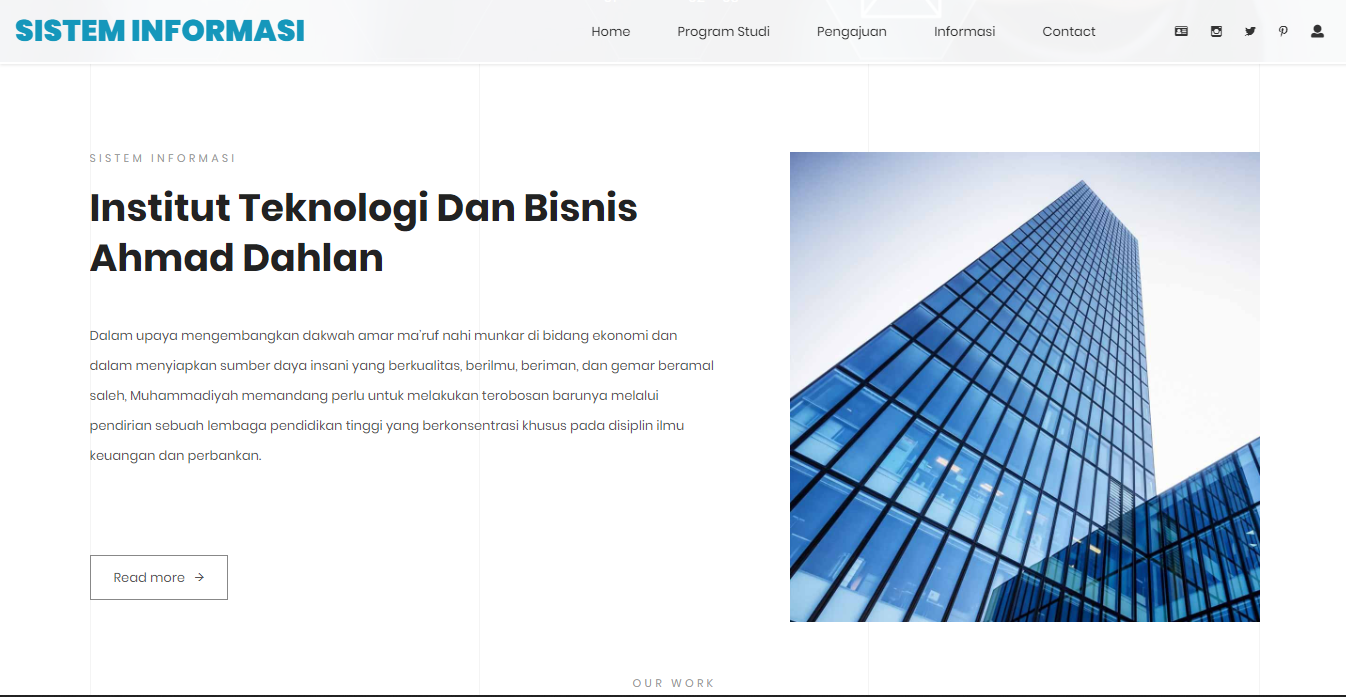 SISTEM INFORMASI
Home Program Studi Pengajuan Informasi Contact
SISTEM INFORMASI
Institut Teknologi Dan Bisnis
Ahmad Dahlan
Dalam upaya mengembangkan dakwah amar ma'ruf nahi munkar di bidang ekonomi dan
dalam menyiapkan sumber daya insani yang berkualitas, berilmu, beriman, dan gemar beramal
saleh, Muhammadiyah memandang perlu untuk melakukan terobosan barunya melalui
pendirian sebuah lembaga pendidikan tinggi yang berkonsentrasi khusus pada disiplin ilmu
keuangan dan perbankan.
Read more →
OUR WORK